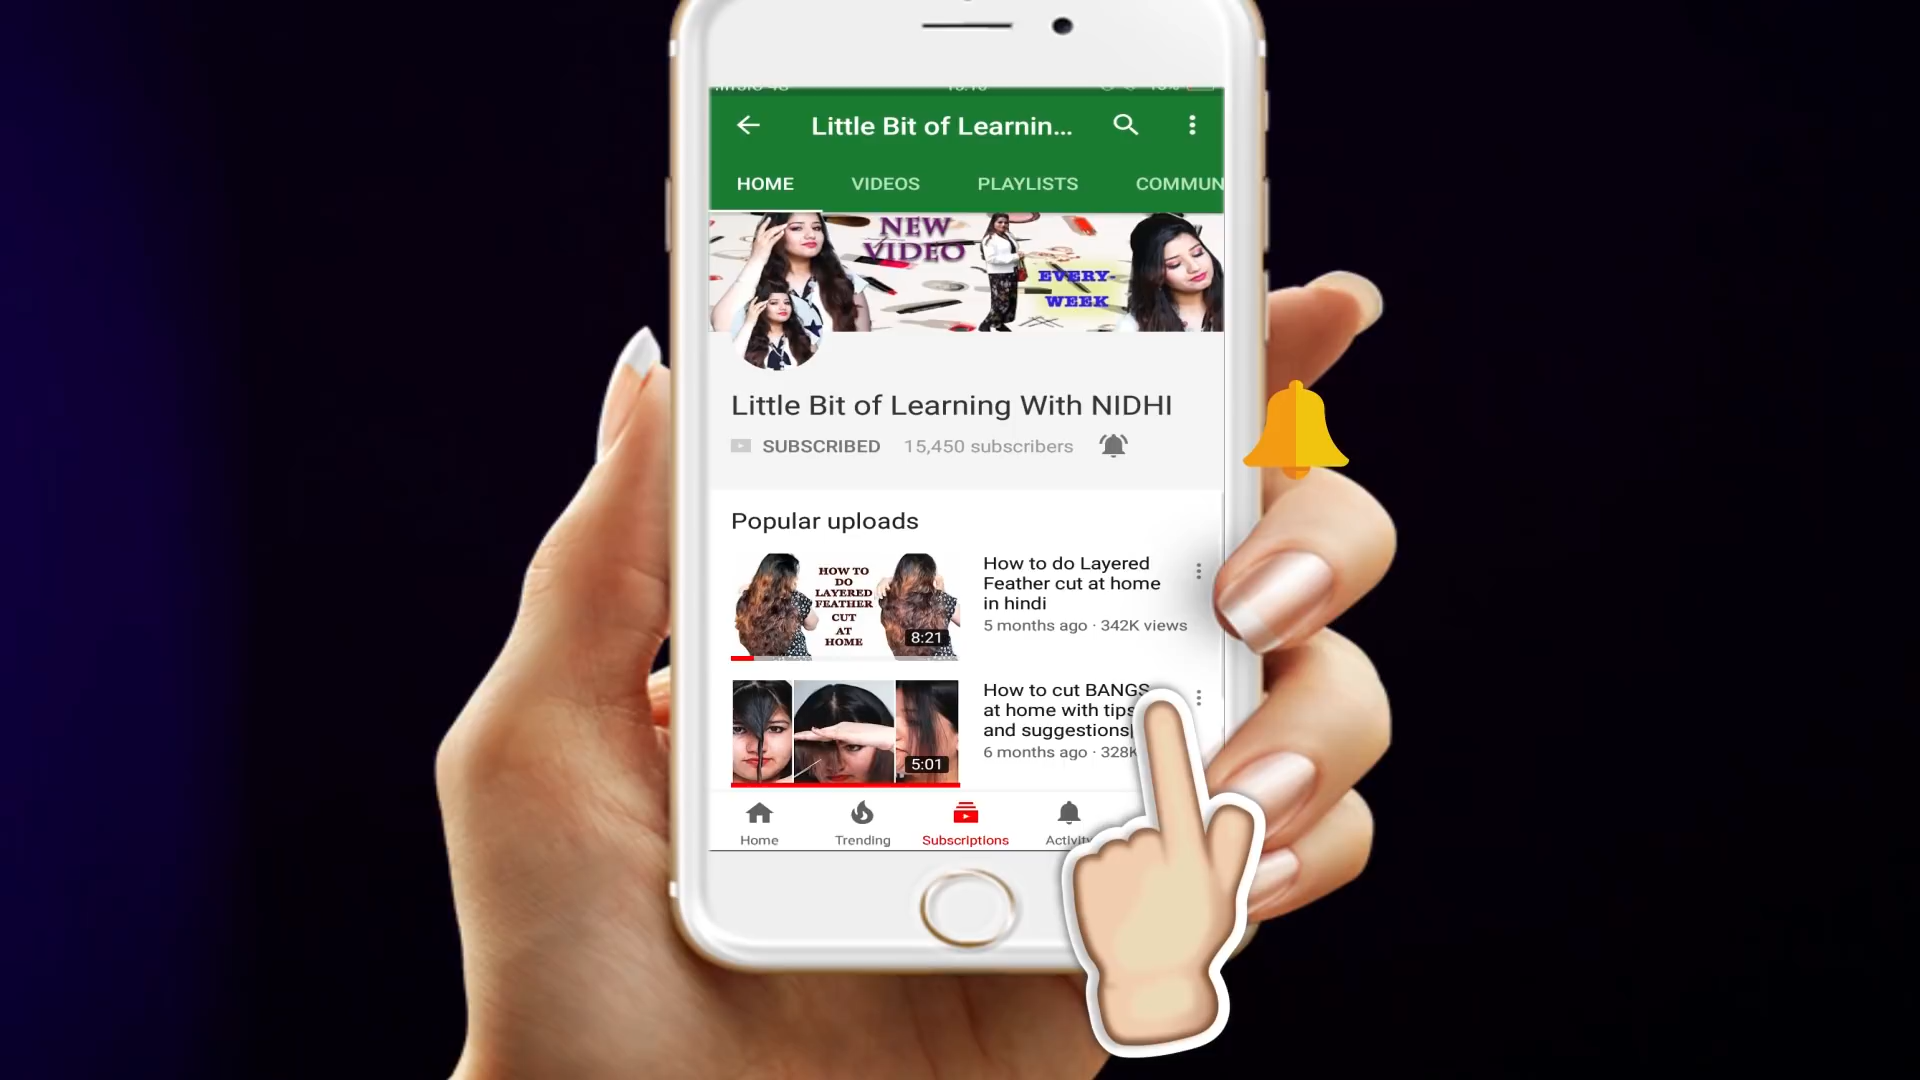 Little Bit of Learnin...
HOME VIDEOS PLAYLISTS COMMUN
NEW
VIDEO
EVERY-
WEEK
Little Bit of Learning With NIDHI
SUBSCRIBED 15,450 subscribers
Popular uploads
HOW TO
DO
LAYERED
FEATHER
CUT
AT
HOME
8:21
How to do Layered
Feather cut at home
in hindi
5 months ago · 342K views
5:01
How to cut BANGS
at home with tips
and suggestions|
6 months ago · 328K
Home Trending Subscriptions Activity